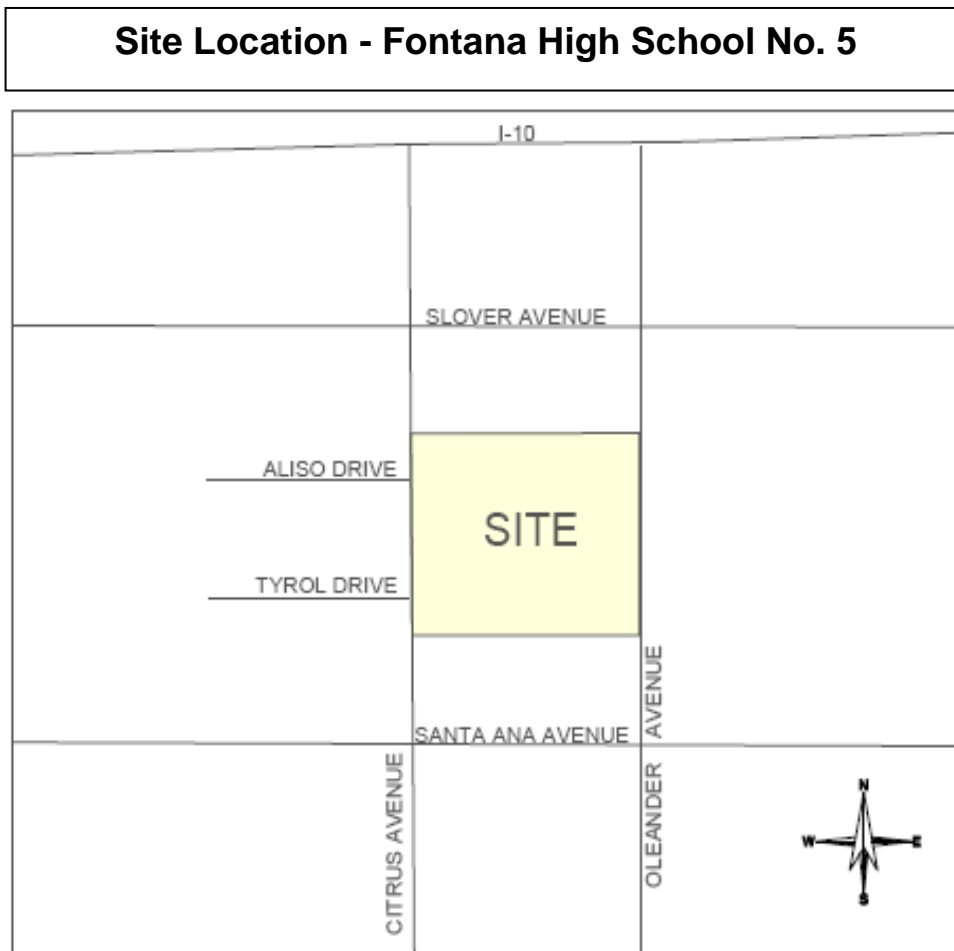 Site Location - Fontana High School No. 5
I-10
SLOVER AVENUE
ALISO DRIVE
SITE
TYROL DRIVE
SANTA ANA AVENUE
CITRUS AVENUE
OLEANDER AVENUE
N
W E
S